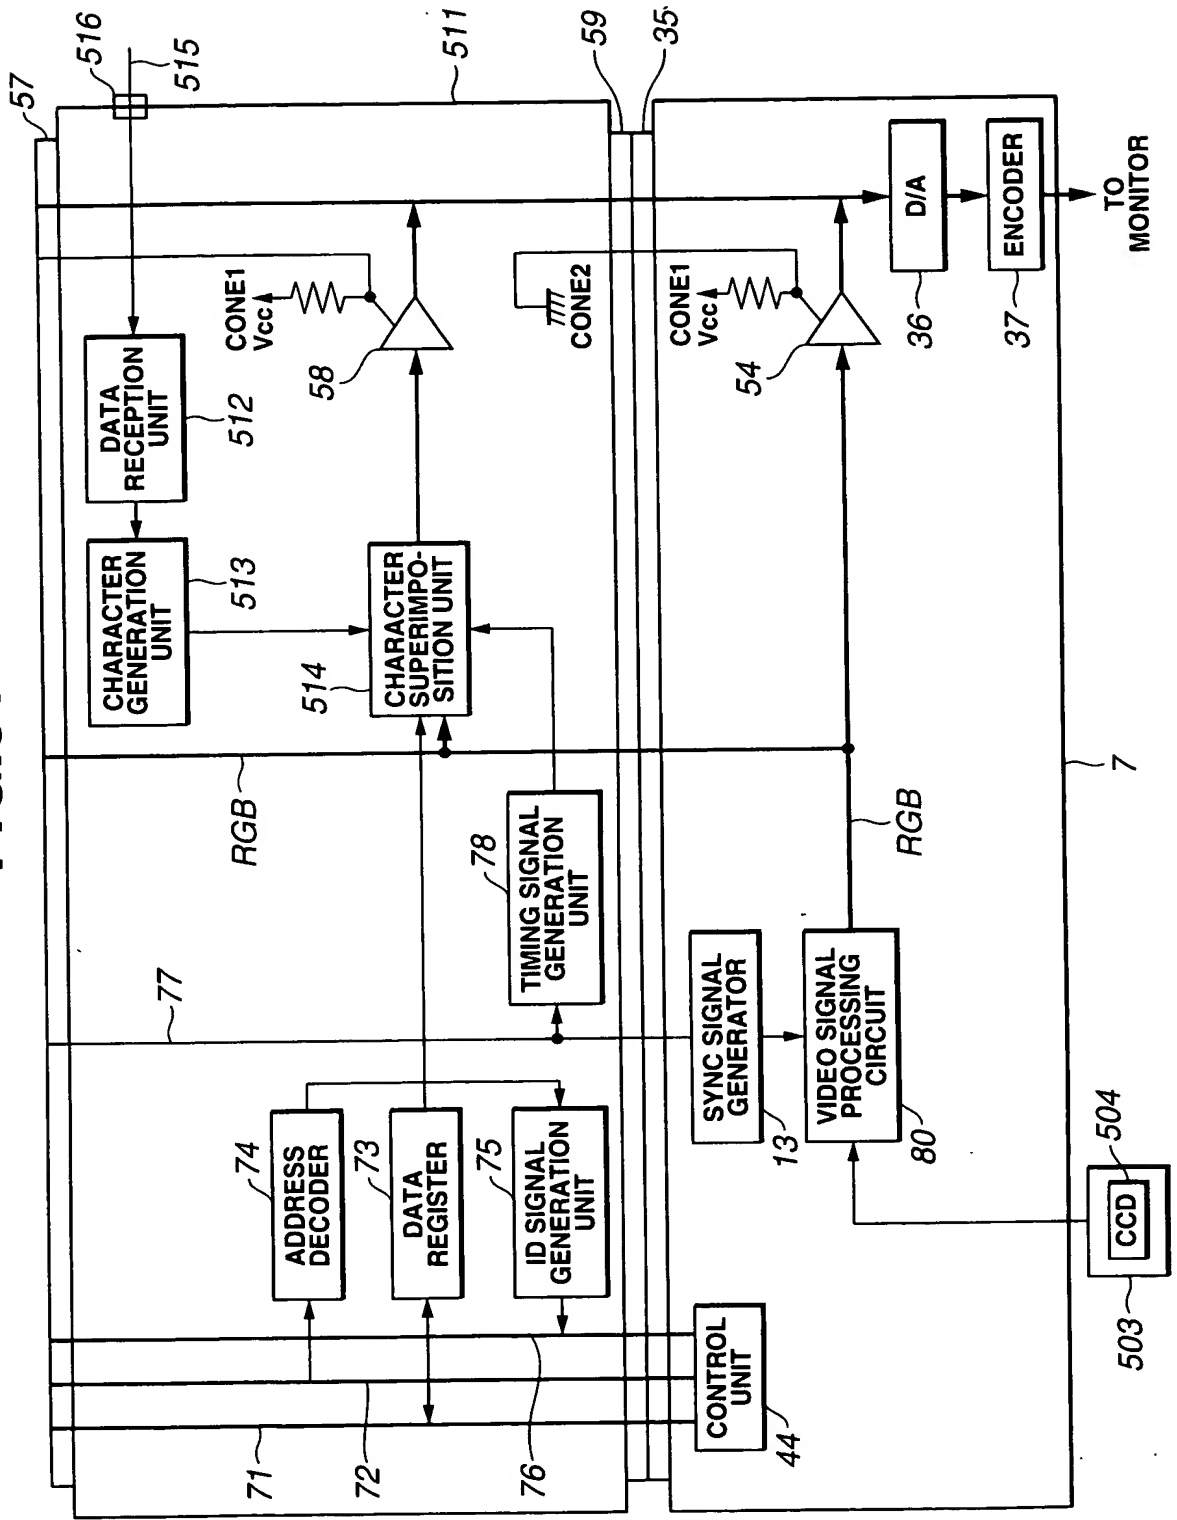 57
516
515
511
59
35
CONE1
Vcc
58
CONE2
CONE1
Vcc
54
D/A
36
ENCODER
37
TO
MONITOR
DATA
RECEPTION
UNIT
512
CHARACTER
GENERATION
UNIT
513
CHARACTER
SUPERIMPO-
SITION UNIT
514
RGB
RGB
7
78
TIMING SIGNAL
GENERATION
UNIT
77
SYNC SIGNAL
GENERATOR
13
VIDEO SIGNAL
PROCESSING
CIRCUIT
80
74
ADDRESS
DECODER
73
DATA
REGISTER
75
ID SIGNAL
GENERATION
UNIT
504
CCD
503
71
72
76
CONTROL
UNIT
44